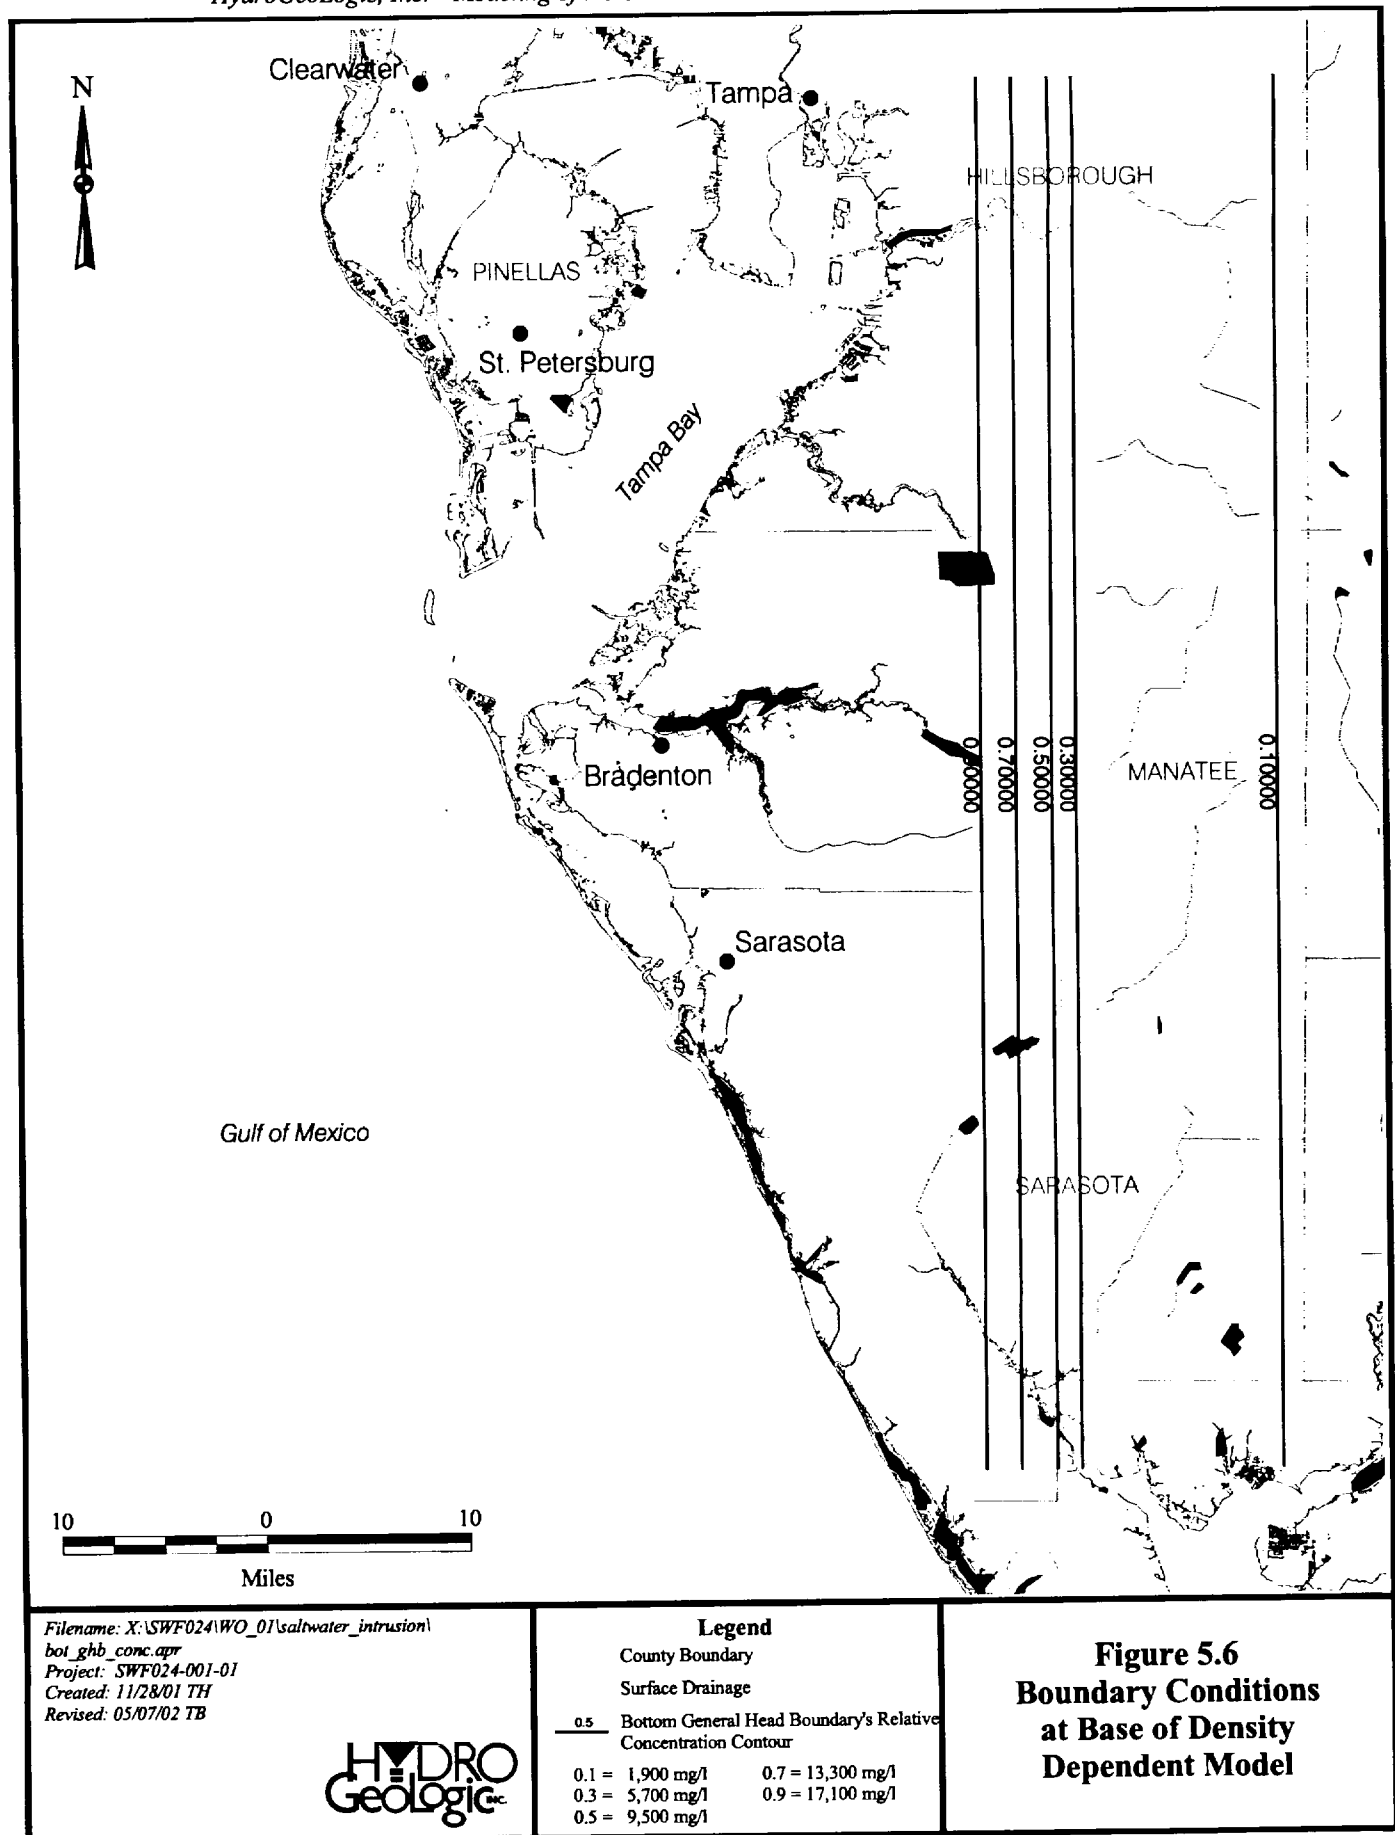 HydroGeoLogic, Inc.
N
Clearwater
Tampa
HILLSBOROUGH
PINELLAS
St. Petersburg
Tampa Bay
0.70000
0.50000
0.30000
0.10000
MANATEE
Bradenton
Sarasota
Gulf of Mexico
SARASOTA
10 0 10
Miles
Filename: X:\SWF024\WO_01\saltwater_intrusion\
bot_ghb_conc.apr
Project: SWF024-001-01
Created: 11/28/01 TH
Revised: 05/07/02 TB
HYDRO
GeoLogic INC.
Legend
County Boundary
Surface Drainage
0.5 Bottom General Head Boundary's Relative
Concentration Contour
0.1 = 1,900 mg/l 0.7 = 13,300 mg/l
0.3 = 5,700 mg/l 0.9 = 17,100 mg/l
0.5 = 9,500 mg/l
Figure 5.6
Boundary Conditions
at Base of Density
Dependent Model